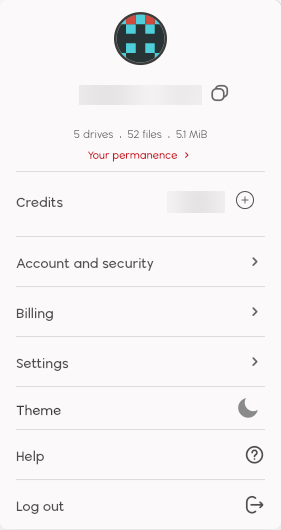 5 drives . 52 files . 5.1 MiB
Your permanence >
Credits
Account and security
Billing
Settings
Theme
Help
Log out